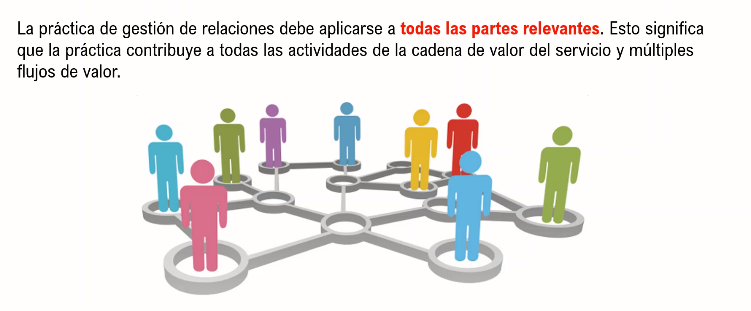 La práctica de gestión de relaciones debe aplicarse a todas las partes relevantes. Esto significa
que la práctica contribuye a todas las actividades de la cadena de valor del servicio y múltiples
flujos de valor.